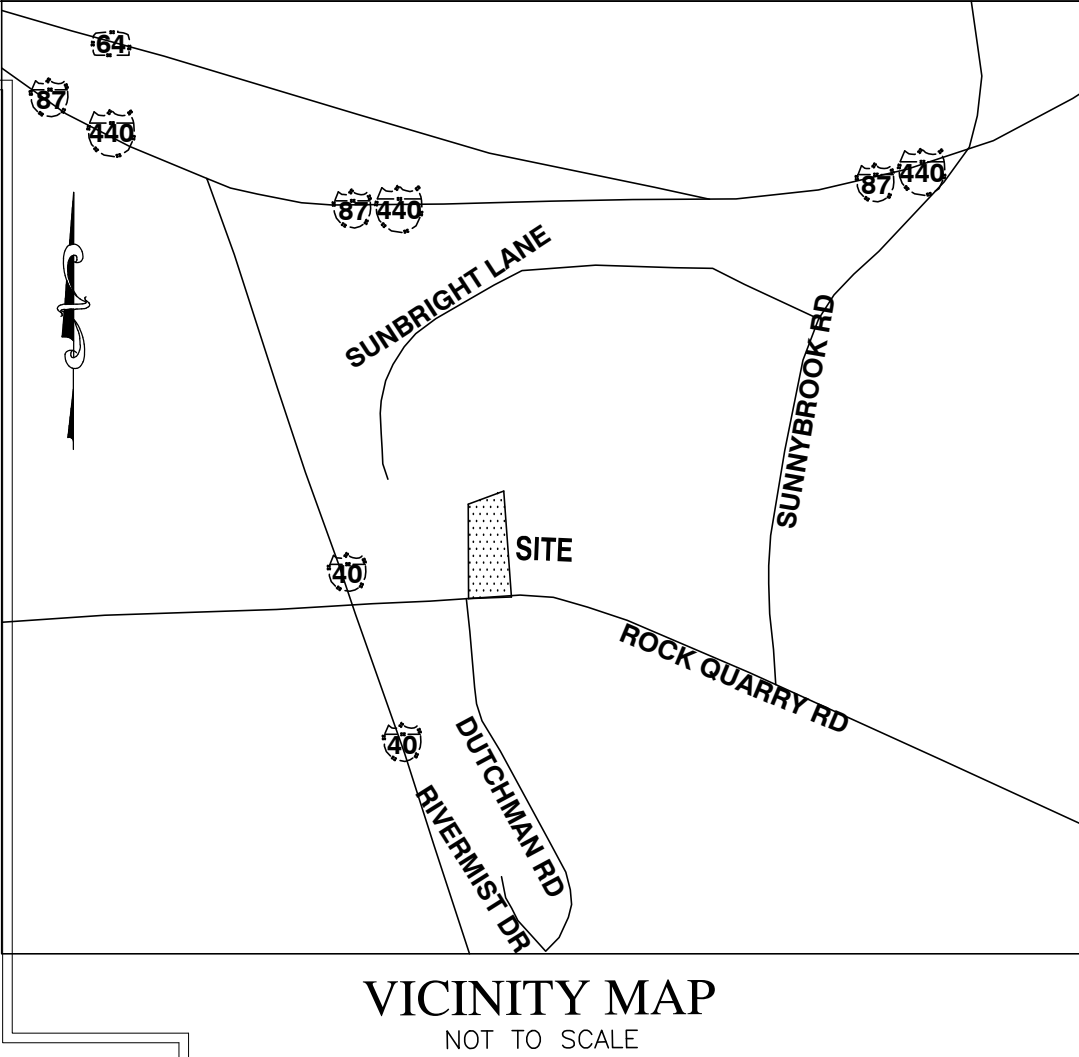 64
87
440
87
440
87
440
SUNBRIGHT LANE
SUNNYBROOK RD
SITE
40
ROCK QUARRY RD
40
DUTCHMAN RD
RIVERMIST DR
VICINITY MAP
NOT TO SCALE